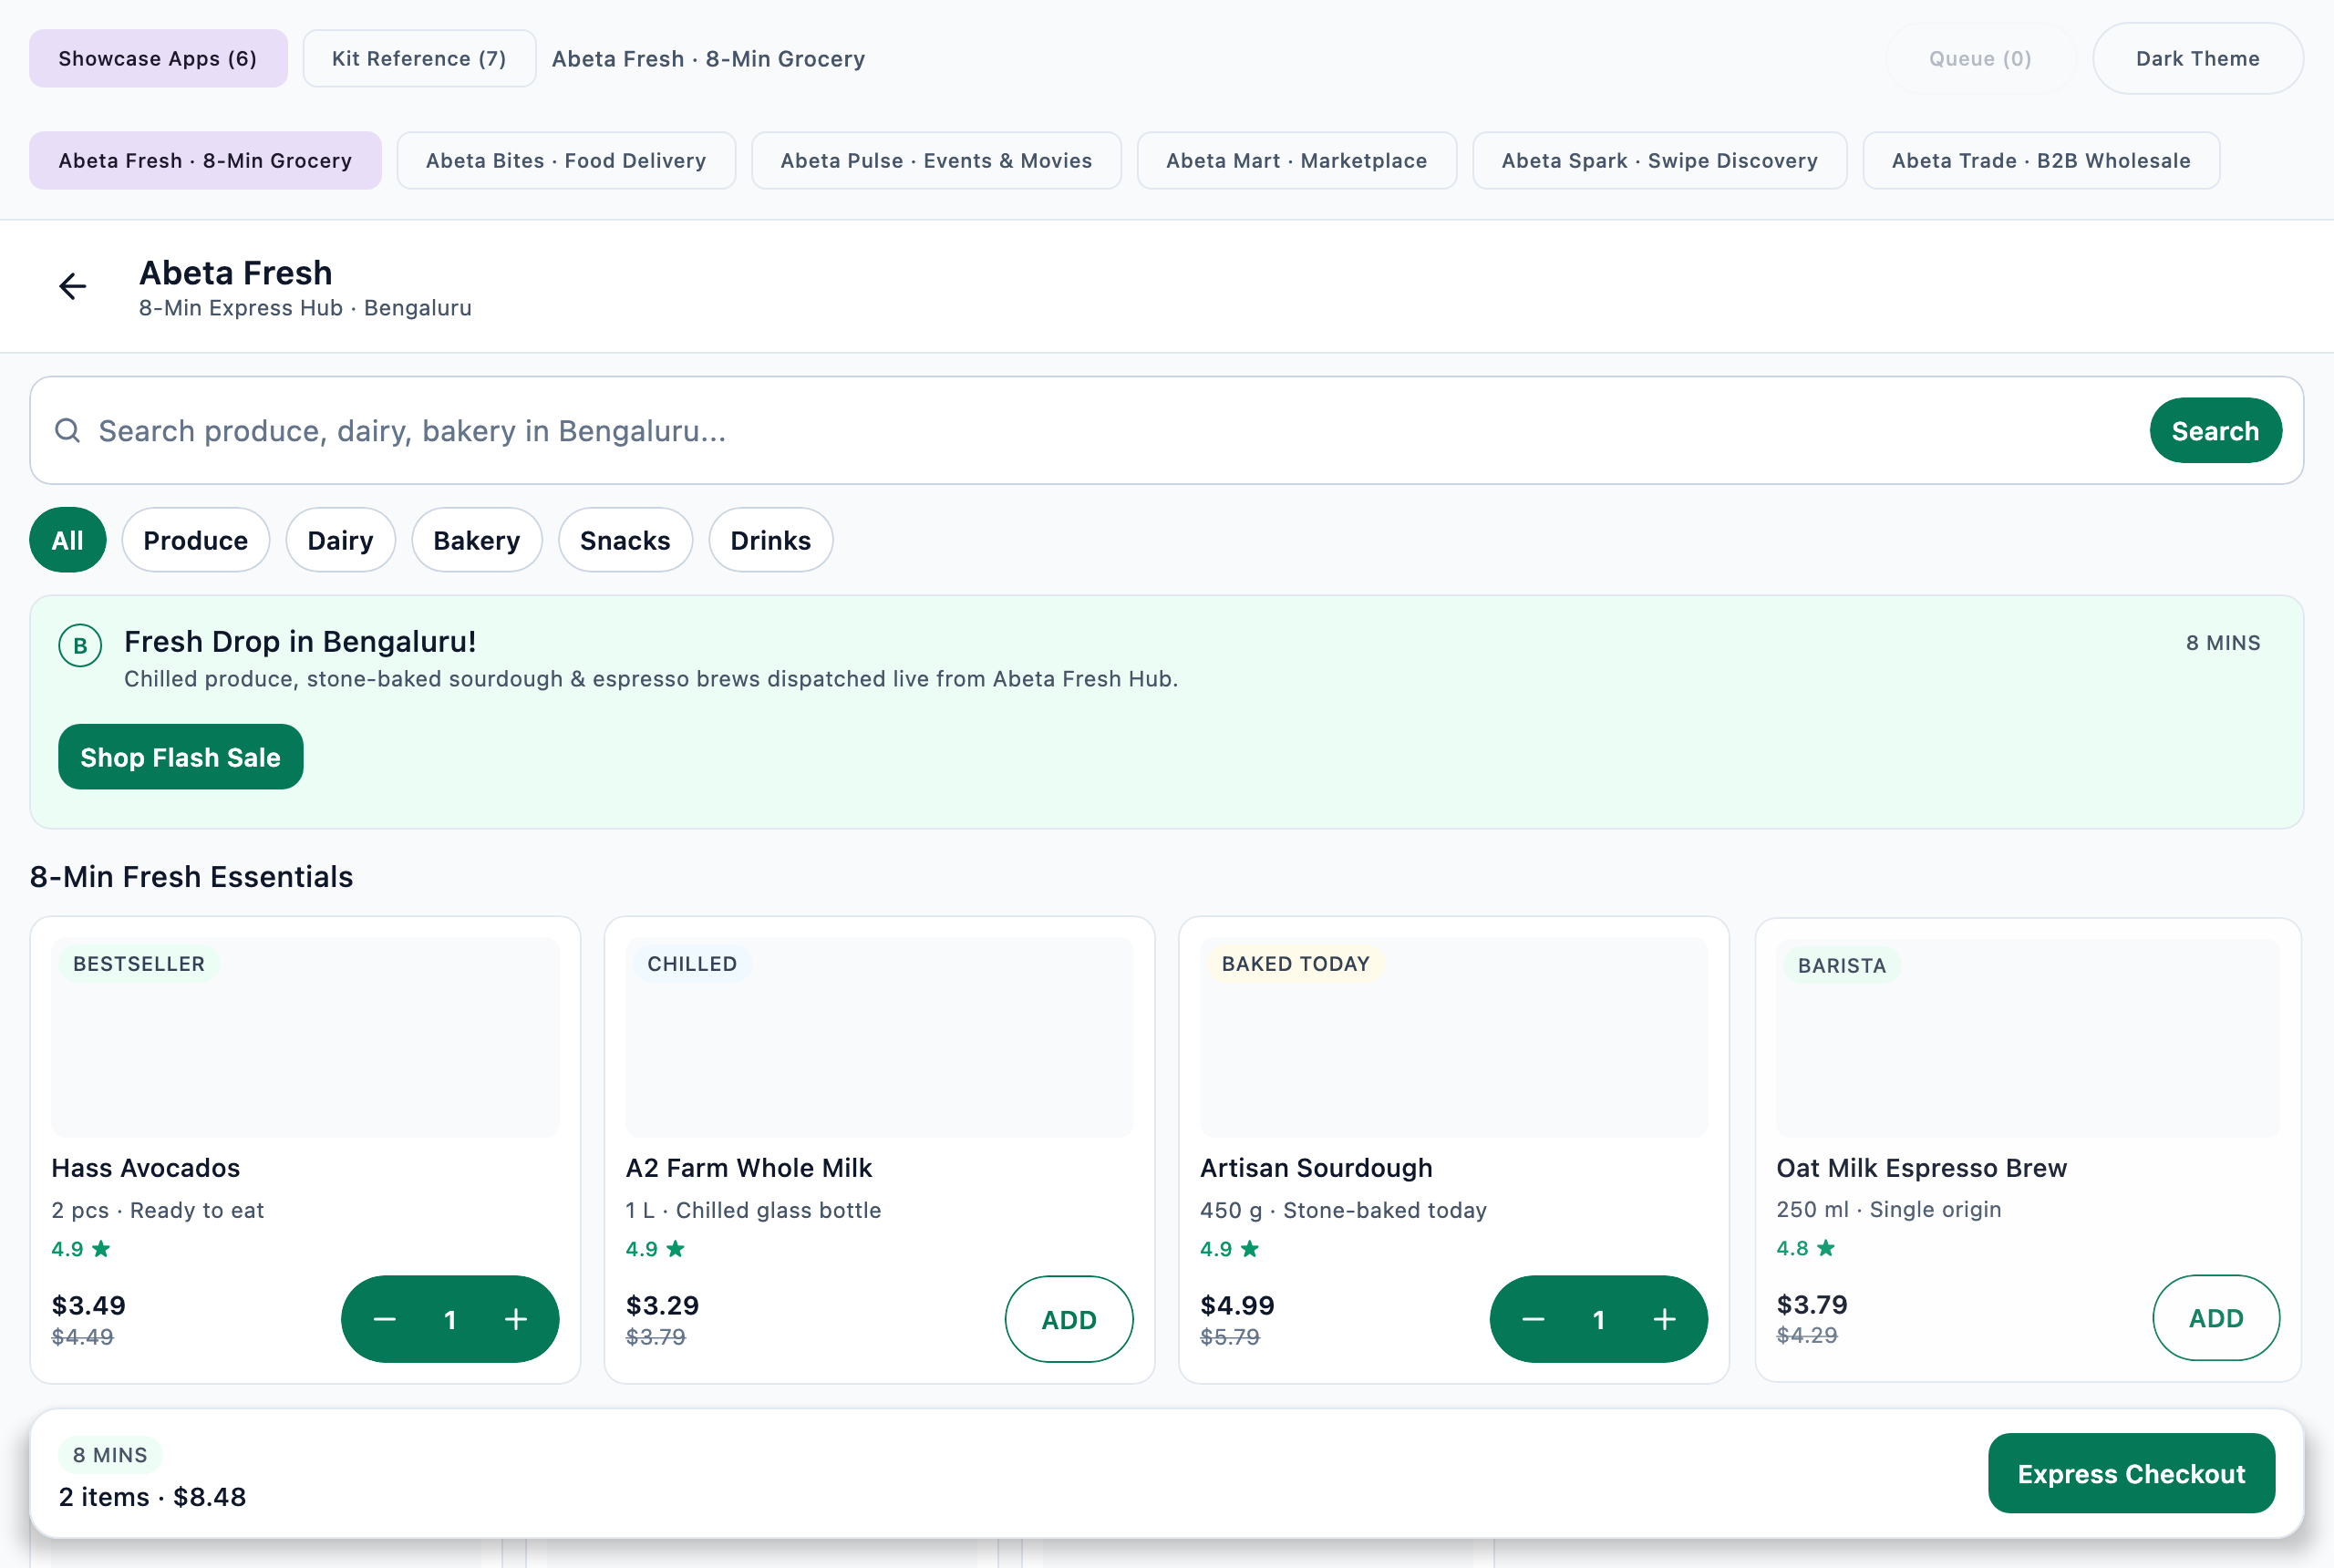 Showcase Apps (6)
Kit Reference (7)
Abeta Fresh · 8-Min Grocery
Queue (0)
Dark Theme
Abeta Fresh · 8-Min Grocery
Abeta Bites · Food Delivery
Abeta Pulse · Events & Movies
Abeta Mart · Marketplace
Abeta Spark · Swipe Discovery
Abeta Trade · B2B Wholesale
Abeta Fresh
8-Min Express Hub · Bengaluru
Search produce, dairy, bakery in Bengaluru...
Search
All
Produce
Dairy
Bakery
Snacks
Drinks
B
Fresh Drop in Bengaluru!
8 MINS
Chilled produce, stone-baked sourdough & espresso brews dispatched live from Abeta Fresh Hub.
Shop Flash Sale
8-Min Fresh Essentials
BESTSELLER
Hass Avocados
2 pcs · Ready to eat
4.9 ★
$3.49
$4.49
− 1 +
CHILLED
A2 Farm Whole Milk
1 L · Chilled glass bottle
4.9 ★
$3.29
$3.79
ADD
BAKED TODAY
Artisan Sourdough
450 g · Stone-baked today
4.9 ★
$4.99
$5.79
− 1 +
BARISTA
Oat Milk Espresso Brew
250 ml · Single origin
4.8 ★
$3.79
$4.29
ADD
8 MINS
2 items · $8.48
Express Checkout